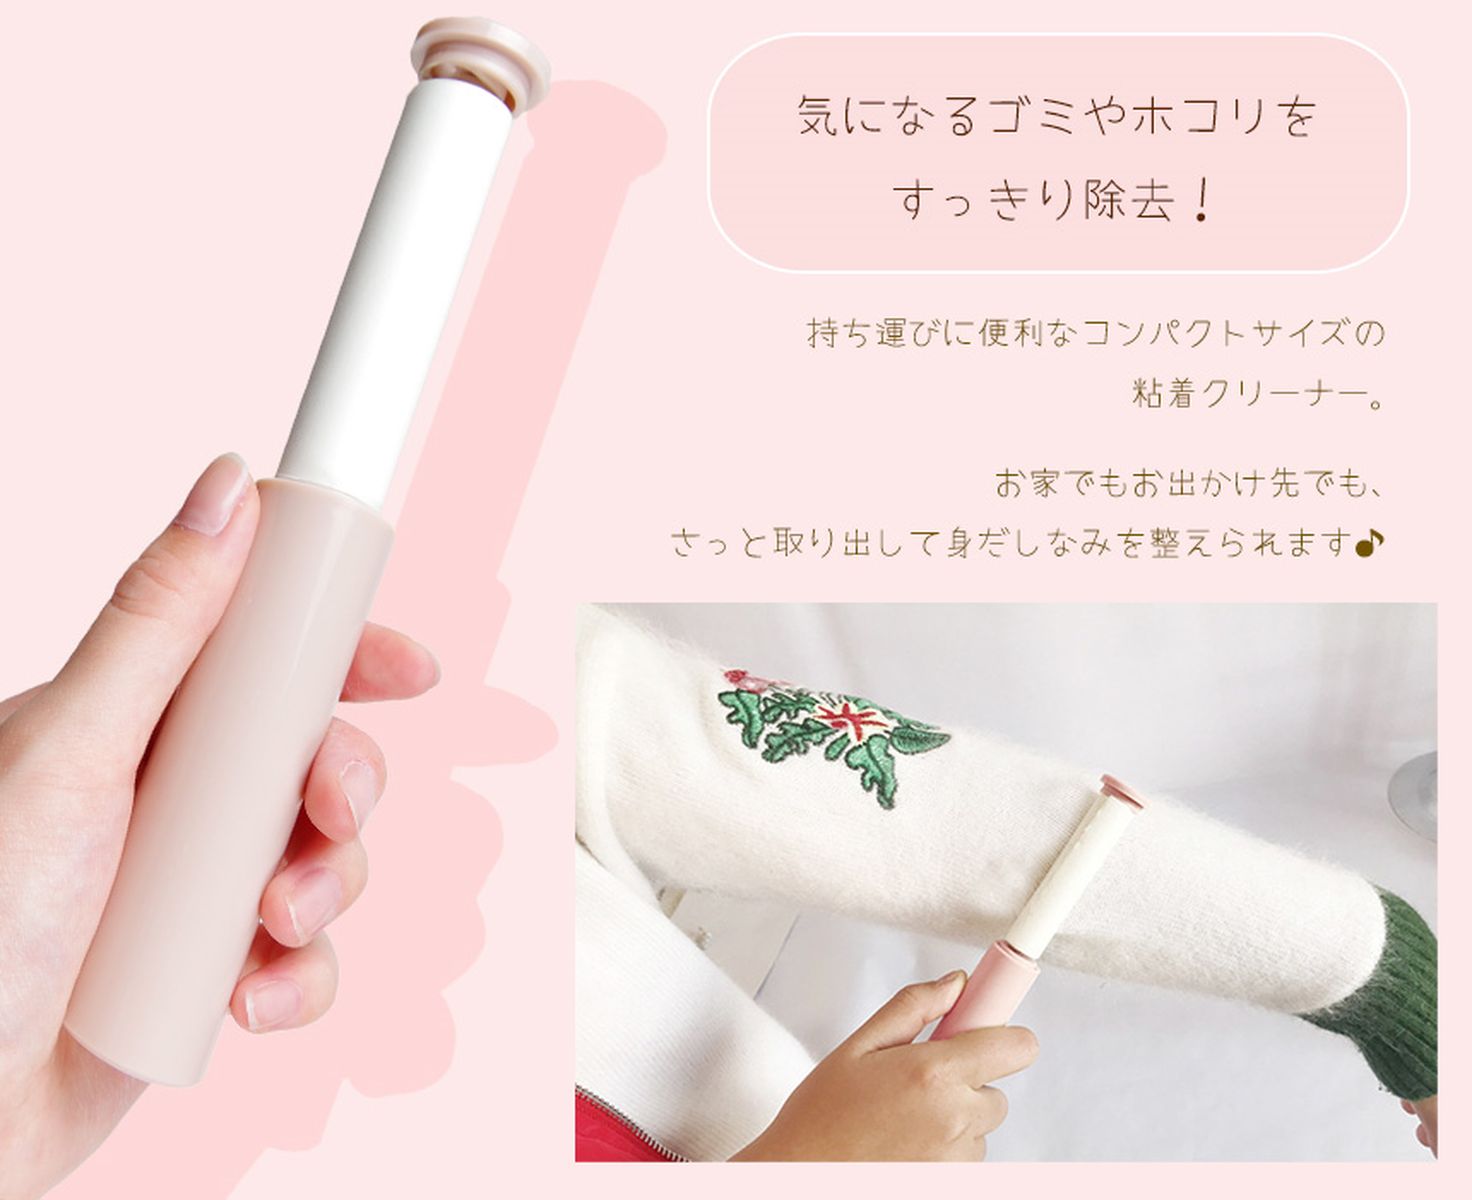 気になるゴミやホコリを
すっきり除去！
持ち運びに便利なコンパクトサイズの
粘着クリーナー。
お家でもお出かけ先でも、
さっと取り出して身だしなみを整えられます♪